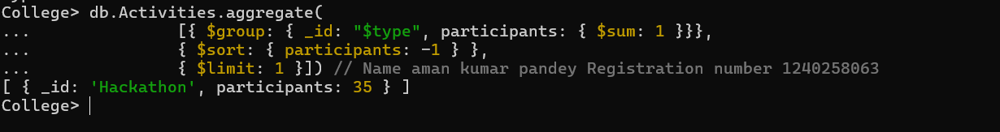 College> db.Activities.aggregate(
... [{ $group: { _id: "$type", participants: { $sum: 1 }}},
... { $sort: { participants: -1 } },
... { $limit: 1 }]) // Name aman kumar pandey Registration number 1240258063
[ { _id: 'Hackathon', participants: 35 } ]
College>